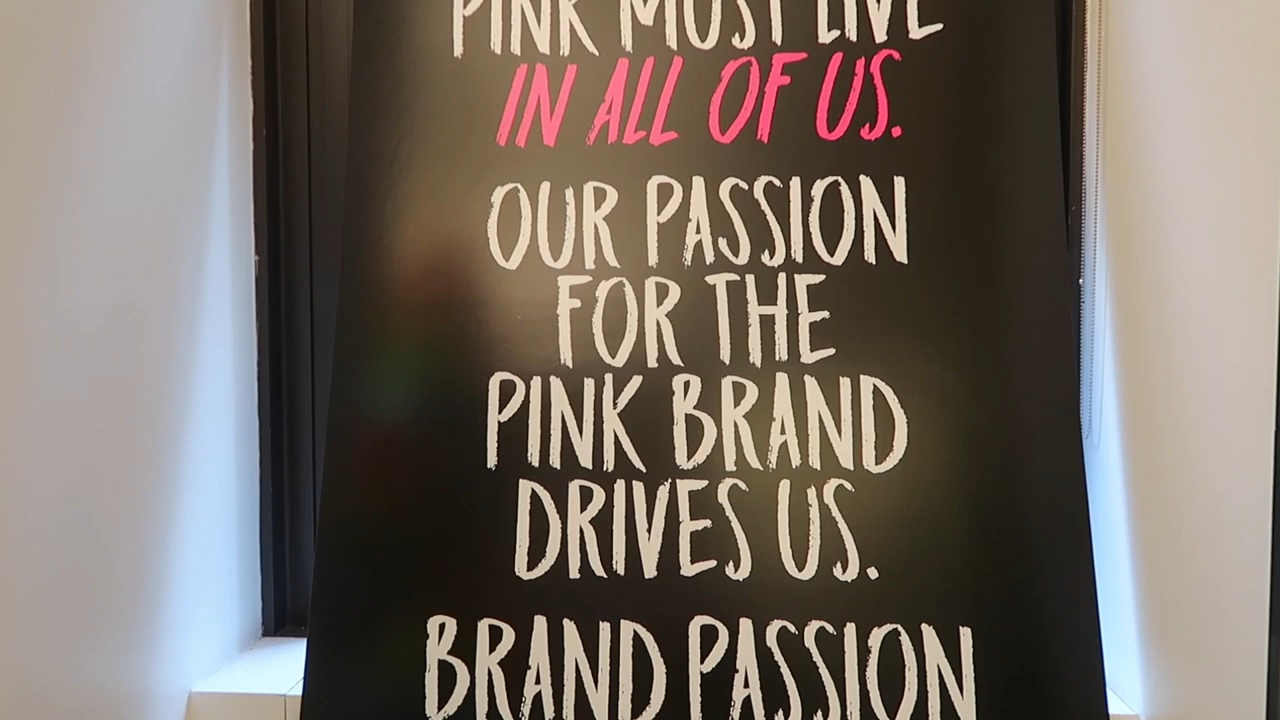 PINK MUST LIVE
IN ALL OF US.
OUR PASSION
FOR THE
PINK BRAND
DRIVES US.
BRAND PASSION